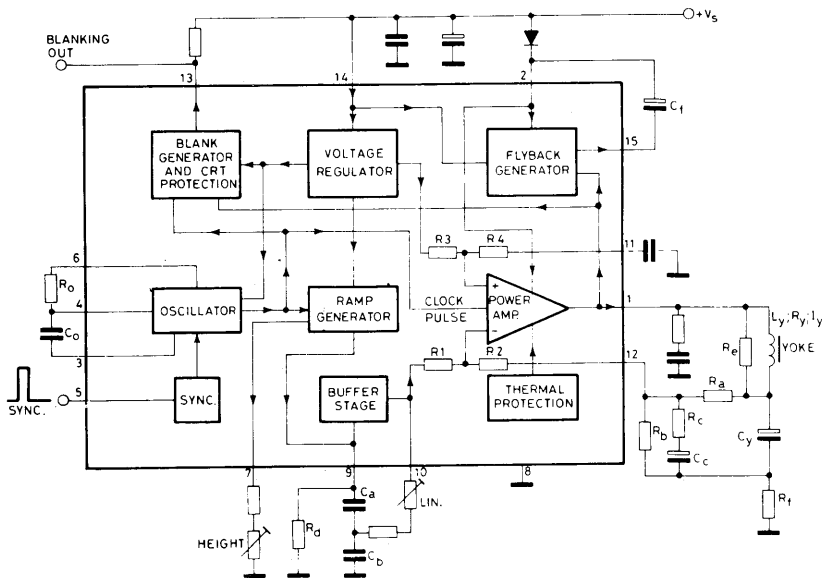 +Vs
BLANKING
OUT
13
14
2
Cf
15
BLANK
GENERATOR
AND CRT
PROTECTION
VOLTAGE
REGULATOR
FLYBACK
GENERATOR
R3
R4
11
6
Ro
4
Co
3
OSCILLATOR
RAMP
GENERATOR
CLOCK
PULSE
+
POWER
AMP.
−
1
Ly; Ry; Iy
YOKE
Re
R1
R2
12
Ra
5
SYNC.
SYNC.
BUFFER
STAGE
THERMAL
PROTECTION
Rb
Rc
Cc
Cy
Rf
7
9
10
8
Ca
LIN.
HEIGHT
Rd
Cb